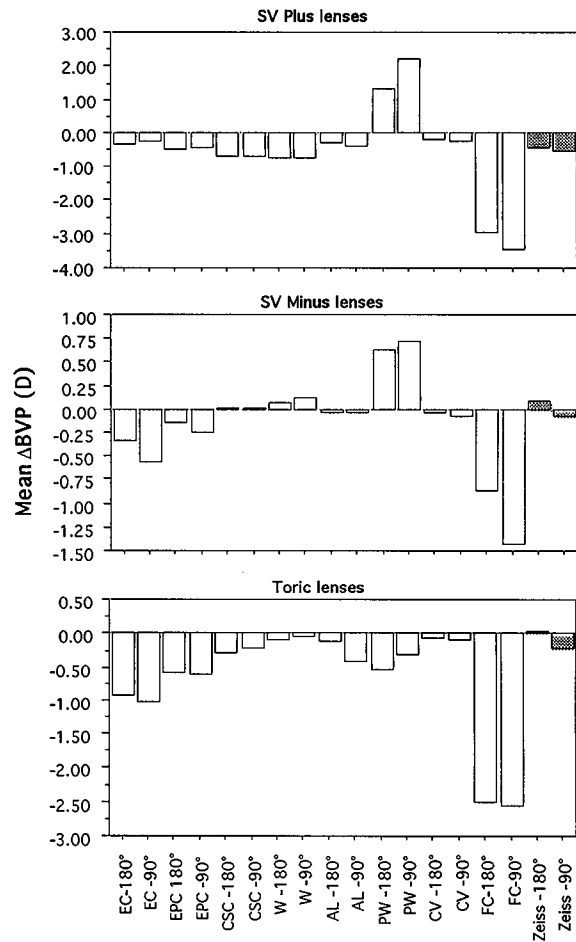 SV Plus lenses
3.00
2.00
1.00
0.00
-1.00
-2.00
-3.00
-4.00
SV Minus lenses
1.00
0.75
0.50
0.25
0.00
-0.25
-0.50
-0.75
-1.00
-1.25
-1.50
Mean ΔBVP (D)
Toric lenses
0.50
0.00
-0.50
-1.00
-1.50
-2.00
-2.50
-3.00
EC-180°
EC -90°
EPC 180°
EPC -90°
CSC -180°
CSC -90°
W -180°
W -90°
AL -180°
AL -90°
PW -180°
PW -90°
CV -180°
CV -90°
FC-180°
FC-90°
Zeiss -180°
Zeiss -90°